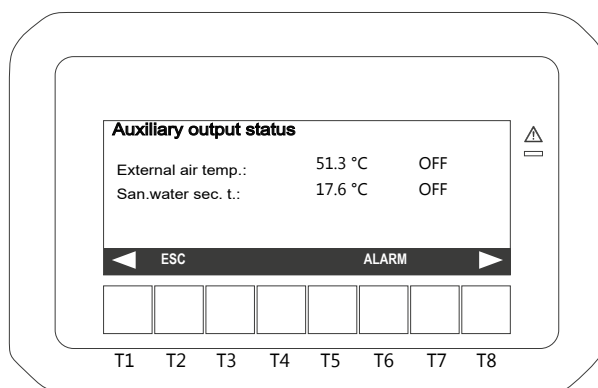 Auxiliary output status
External air temp.: 51.3 °C OFF
San.water sec. t.: 17.6 °C OFF
ESC ALARM
T1 T2 T3 T4 T5 T6 T7 T8